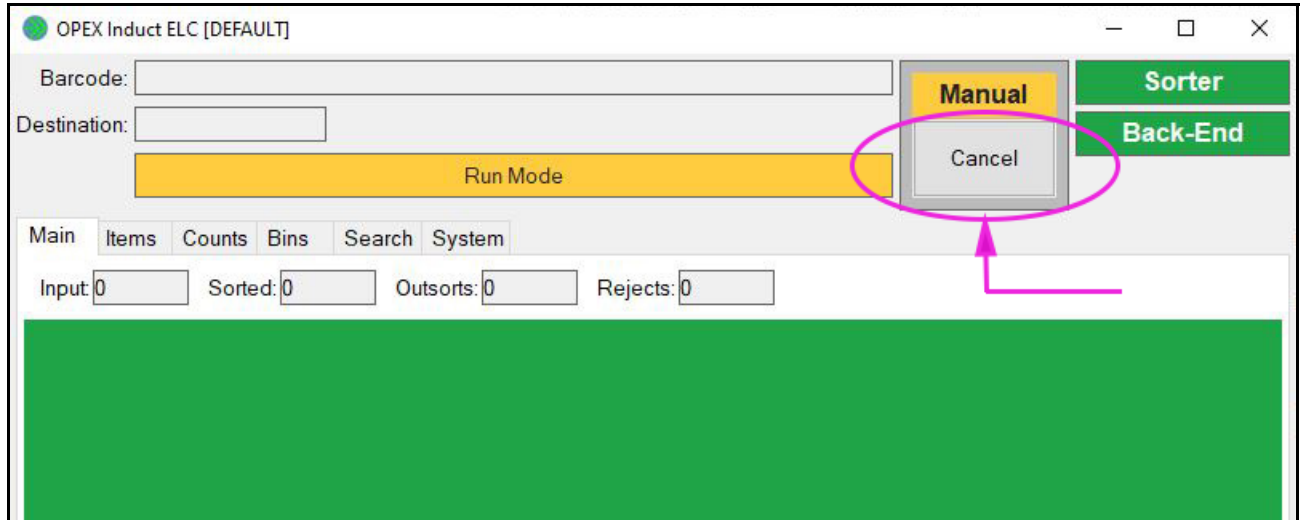 OPEX Induct ELC [DEFAULT]
Barcode:
Manual
Sorter
Destination:
Back-End
Cancel
Run Mode
Main Items Counts Bins Search System
Input: 0 Sorted: 0 Outsorts: 0 Rejects: 0